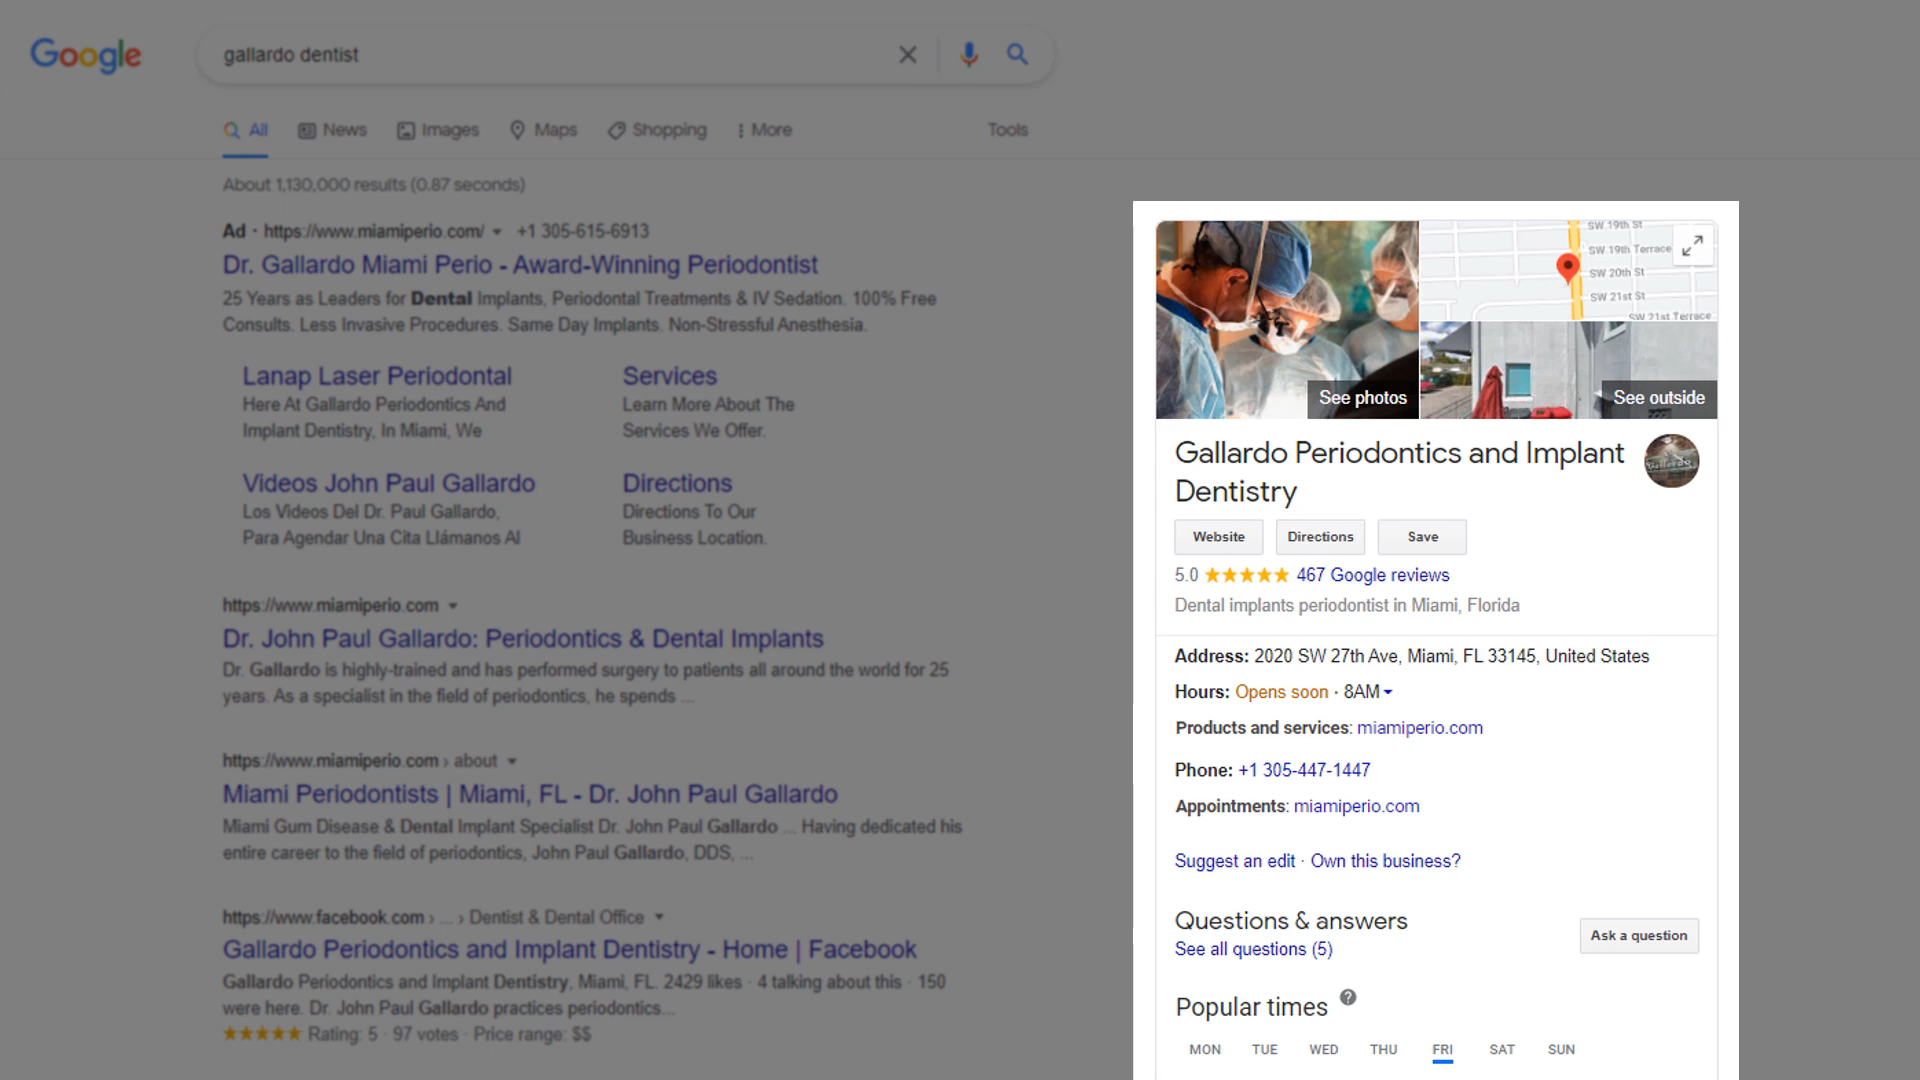 Google
gallardo dentist
All
News
Images
Maps
Shopping
More
Tools
About 1,130,000 results (0.87 seconds)
Ad · https://www.miamiperio.com/ +1 305-615-6913
Dr. Gallardo Miami Perio - Award-Winning Periodontist
25 Years as Leaders for Dental Implants, Periodontal Treatments & IV Sedation. 100% Free
Consults. Less Invasive Procedures. Same Day Implants. Non-Stressful Anesthesia.
Lanap Laser Periodontal
Here At Gallardo Periodontics And
Implant Dentistry, In Miami, We
Services
Learn More About The
Services We Offer.
Videos John Paul Gallardo
Los Videos Del Dr. Paul Gallardo,
Para Agendar Una Cita Llámanos Al
Directions
Directions To Our
Business Location.
https://www.miamiperio.com
Dr. John Paul Gallardo: Periodontics & Dental Implants
Dr. Gallardo is highly-trained and has performed surgery to patients all around the world for 25
years. As a specialist in the field of periodontics, he spends ...
https://www.miamiperio.com › about
Miami Periodontists | Miami, FL - Dr. John Paul Gallardo
Miami Gum Disease & Dental Implant Specialist Dr. John Paul Gallardo ... Having dedicated his
entire career to the field of periodontics, John Paul Gallardo, DDS, ...
https://www.facebook.com › ... › Dentist & Dental Office
Gallardo Periodontics and Implant Dentistry - Home | Facebook
Gallardo Periodontics and Implant Dentistry, Miami, FL. 2429 likes · 4 talking about this · 150
were here. Dr. John Paul Gallardo practices periodontics...
Rating: 5 · 97 votes · Price range: $$
SW 19th St
SW 19th Terrace
SW 20th St
SW 21st St
SW 21st Terrace
See photos
See outside
Gallardo Periodontics and Implant
Dentistry
Gallardo
Website
Directions
Save
5.0 467 Google reviews
Dental implants periodontist in Miami, Florida
Address: 2020 SW 27th Ave, Miami, FL 33145, United States
Hours: Opens soon · 8AM
Products and services: miamiperio.com
Phone: +1 305-447-1447
Appointments: miamiperio.com
Suggest an edit · Own this business?
Questions & answers
See all questions (5)
Ask a question
Popular times ?
MON TUE WED THU FRI SAT SUN